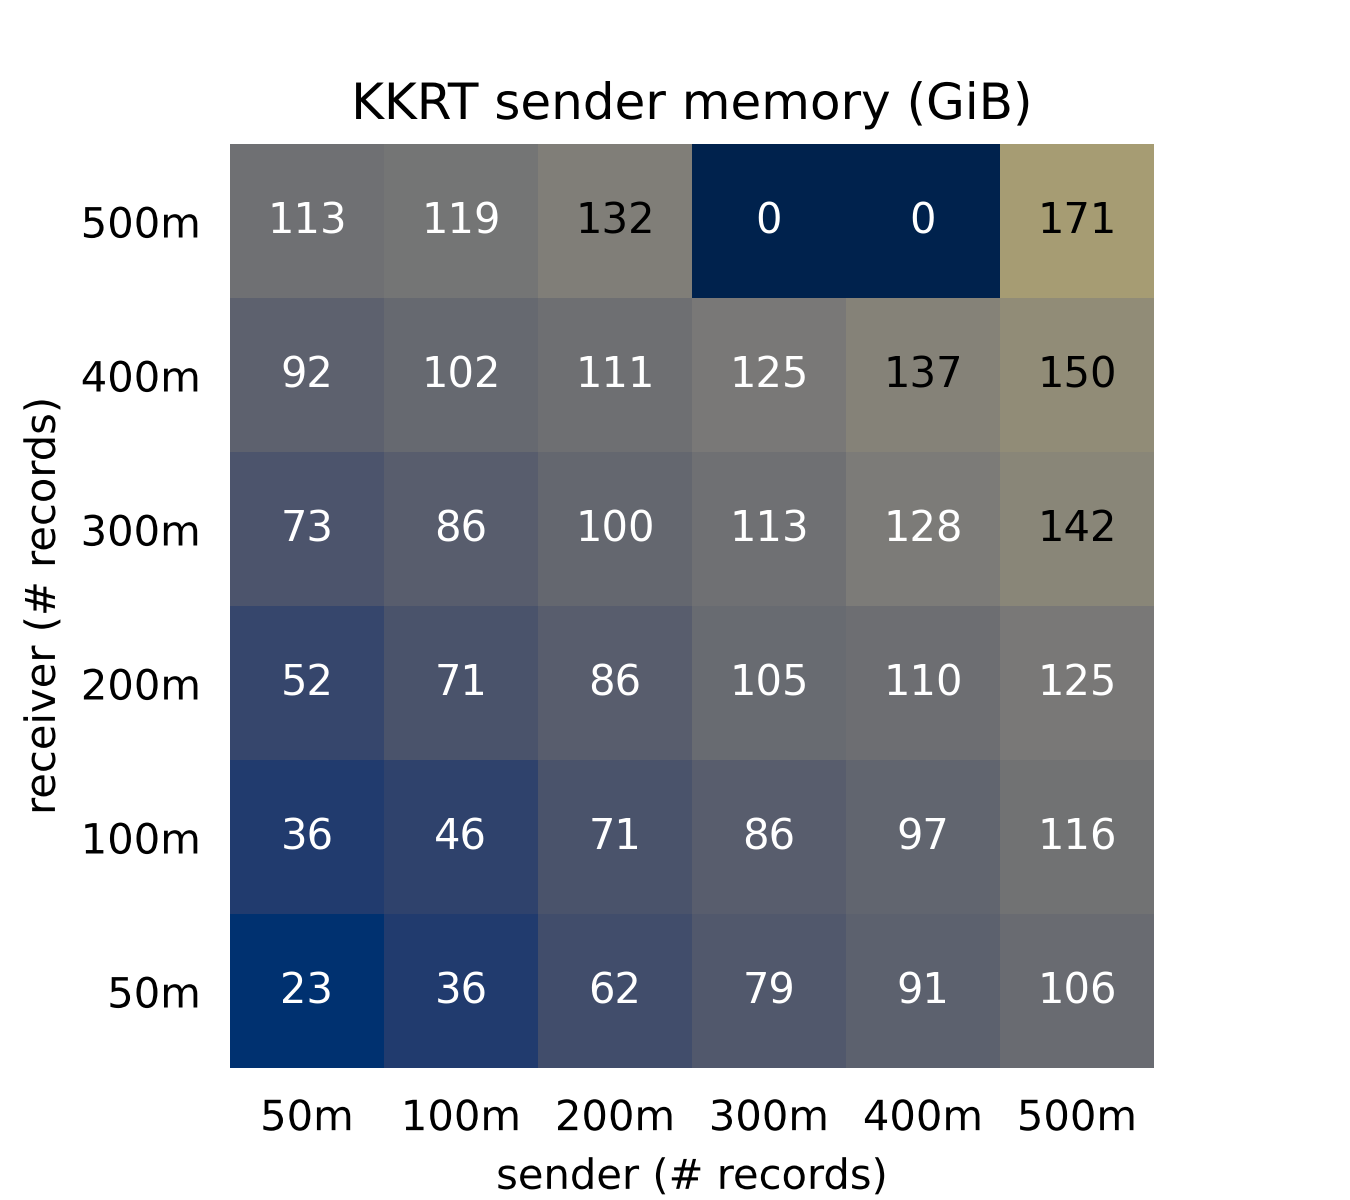 KKRT sender memory (GiB)
receiver (# records)
500m 113 119 132 0 0 171
400m 92 102 111 125 137 150
300m 73 86 100 113 128 142
200m 52 71 86 105 110 125
100m 36 46 71 86 97 116
50m 23 36 62 79 91 106
50m 100m 200m 300m 400m 500m
sender (# records)